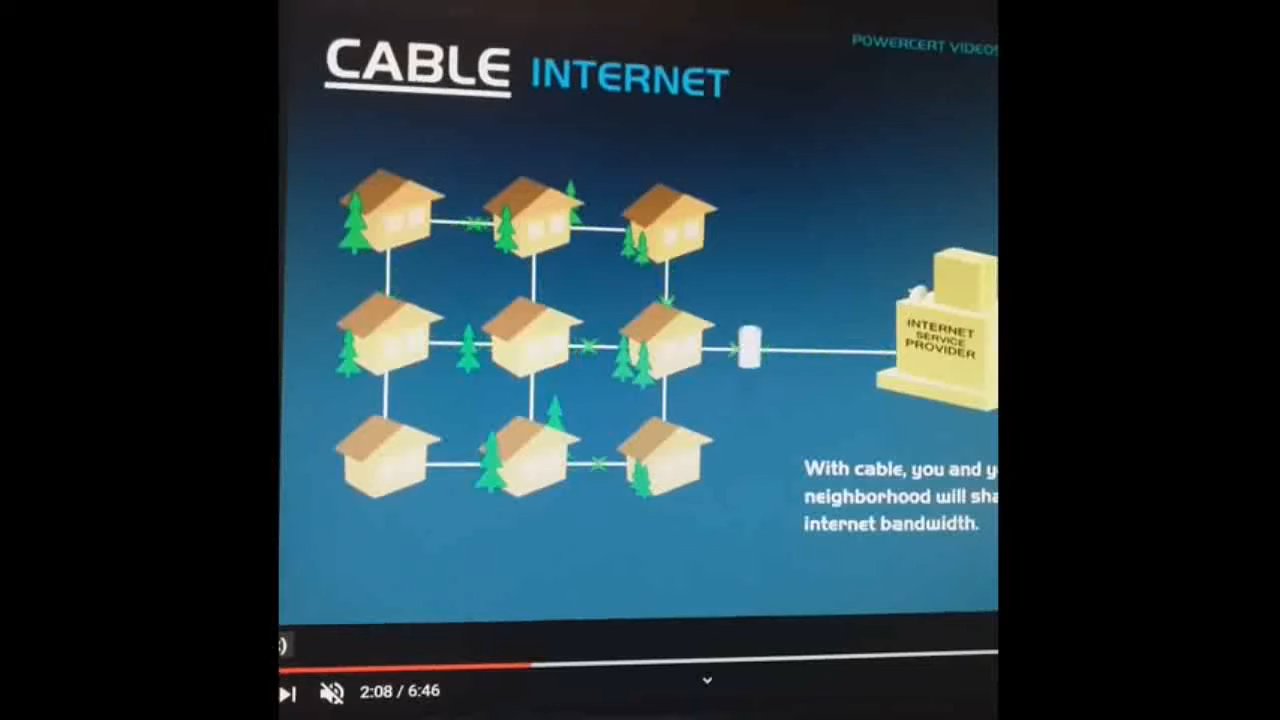 CABLE INTERNET
POWERCERT VIDEOS
INTERNET
SERVICE
PROVIDER
With cable, you and y
neighborhood will sha
internet bandwidth.
2:08 / 6:46